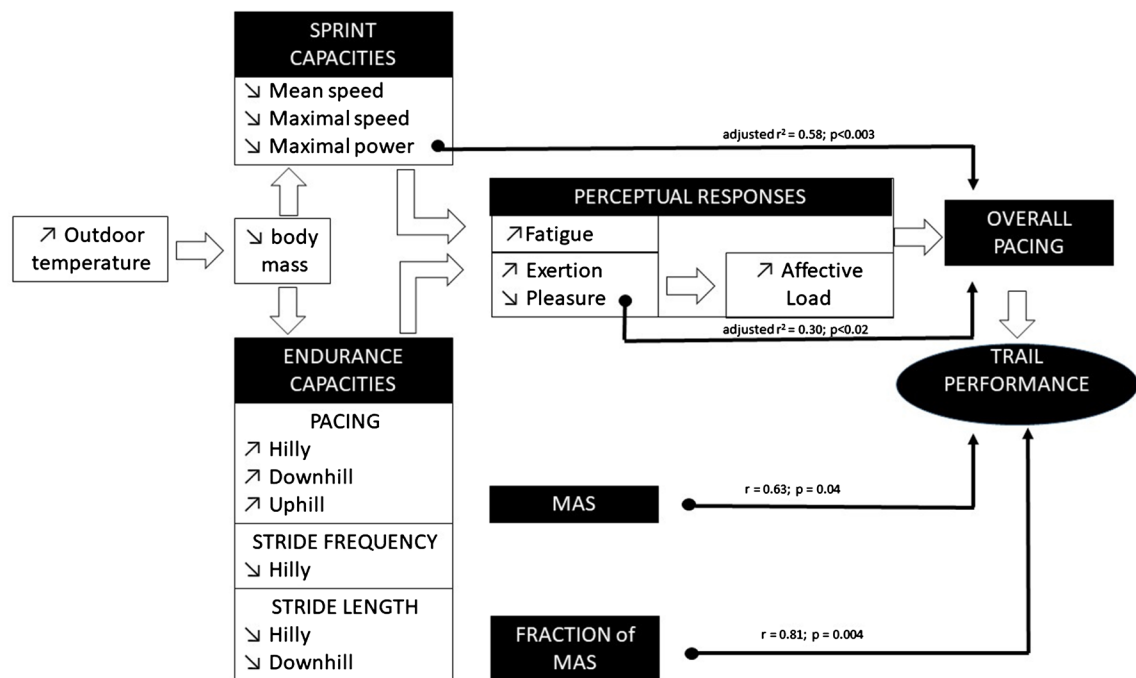 SPRINT
CAPACITIES
↘ Mean speed
↘ Maximal speed
↘ Maximal power
adjusted r² = 0.58; p<0.003
↗ Outdoor
temperature
↘ body
mass
PERCEPTUAL RESPONSES
↗Fatigue
↗ Exertion
↘ Pleasure
↗ Affective
Load
adjusted r² = 0.30; p<0.02
OVERALL
PACING
TRAIL
PERFORMANCE
ENDURANCE
CAPACITIES
PACING
↗ Hilly
↗ Downhill
↗ Uphill
STRIDE FREQUENCY
↘ Hilly
STRIDE LENGTH
↘ Hilly
↘ Downhill
MAS
r = 0.63; p = 0.04
FRACTION of
MAS
r = 0.81; p = 0.004